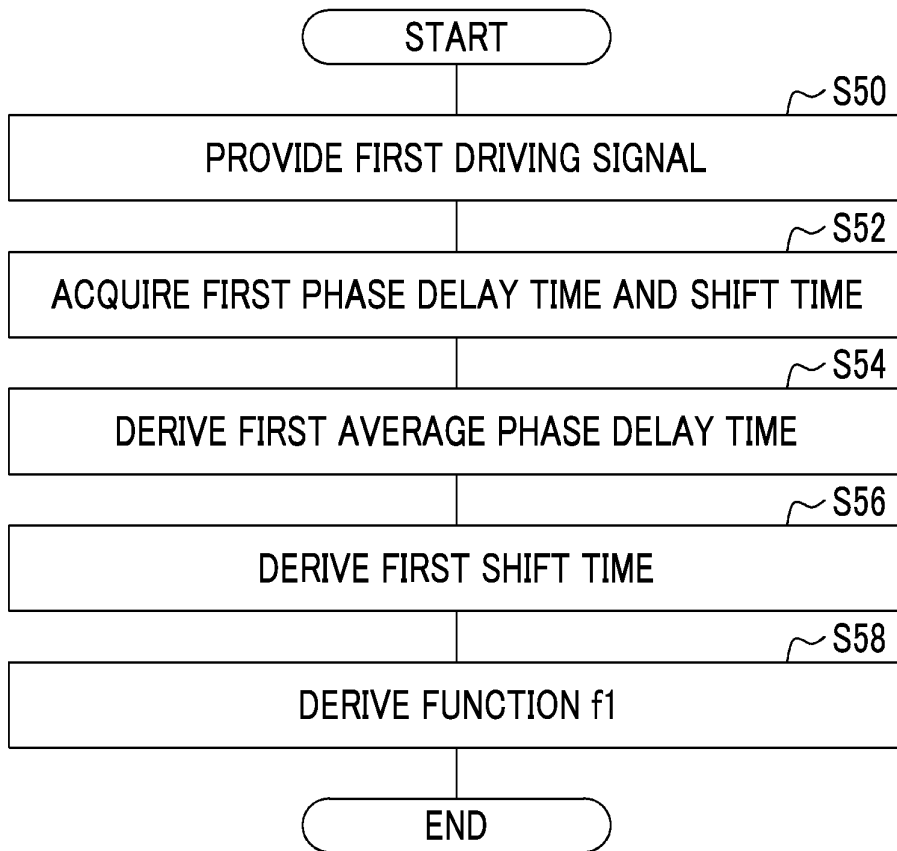 START
S50
PROVIDE FIRST DRIVING SIGNAL
S52
ACQUIRE FIRST PHASE DELAY TIME AND SHIFT TIME
S54
DERIVE FIRST AVERAGE PHASE DELAY TIME
S56
DERIVE FIRST SHIFT TIME
S58
DERIVE FUNCTION f1
END